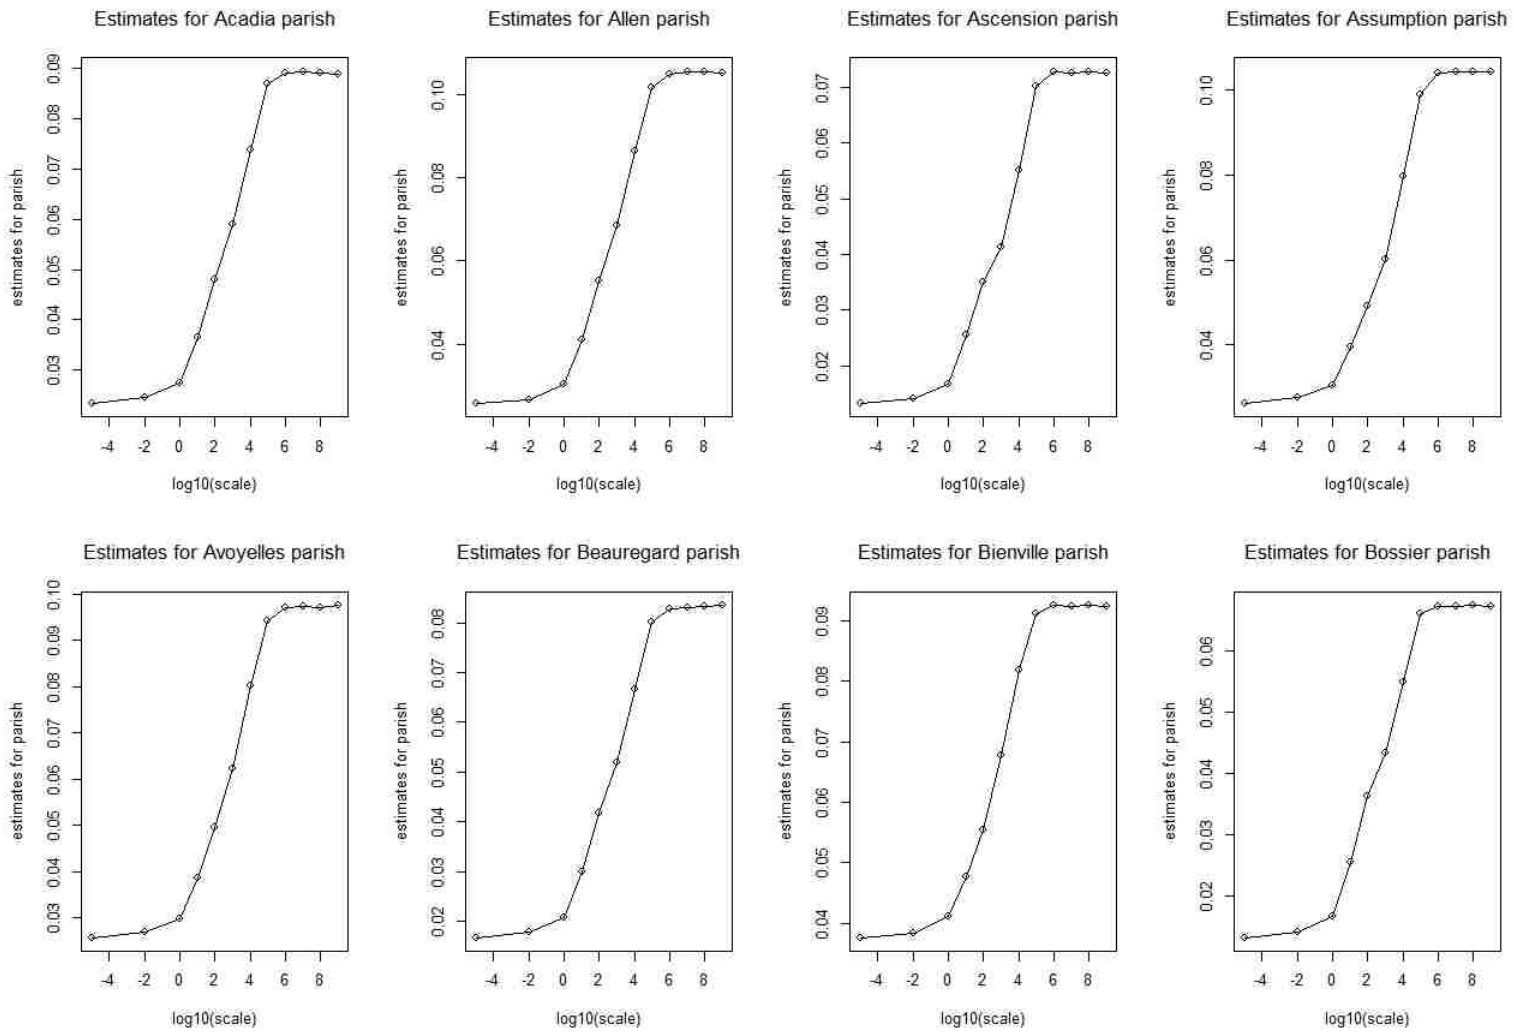 Estimates for Acadia parish
estimates for parish
0.03 0.04 0.05 0.06 0.07 0.08 0.09
-4 -2 0 2 4 6 8
log10(scale)
Estimates for Allen parish
estimates for parish
0.04 0.06 0.08 0.10
-4 -2 0 2 4 6 8
log10(scale)
Estimates for Ascension parish
estimates for parish
0.02 0.03 0.04 0.05 0.06 0.07
-4 -2 0 2 4 6 8
log10(scale)
Estimates for Assumption parish
estimates for parish
0.04 0.06 0.08 0.10
-4 -2 0 2 4 6 8
log10(scale)
Estimates for Avoyelles parish
estimates for parish
0.03 0.04 0.05 0.06 0.07 0.08 0.09 0.10
-4 -2 0 2 4 6 8
log10(scale)
Estimates for Beauregard parish
estimates for parish
0.02 0.03 0.04 0.05 0.06 0.07 0.08
-4 -2 0 2 4 6 8
log10(scale)
Estimates for Bienville parish
estimates for parish
0.04 0.05 0.06 0.07 0.08 0.09
-4 -2 0 2 4 6 8
log10(scale)
Estimates for Bossier parish
estimates for parish
0.02 0.03 0.04 0.05 0.06
-4 -2 0 2 4 6 8
log10(scale)